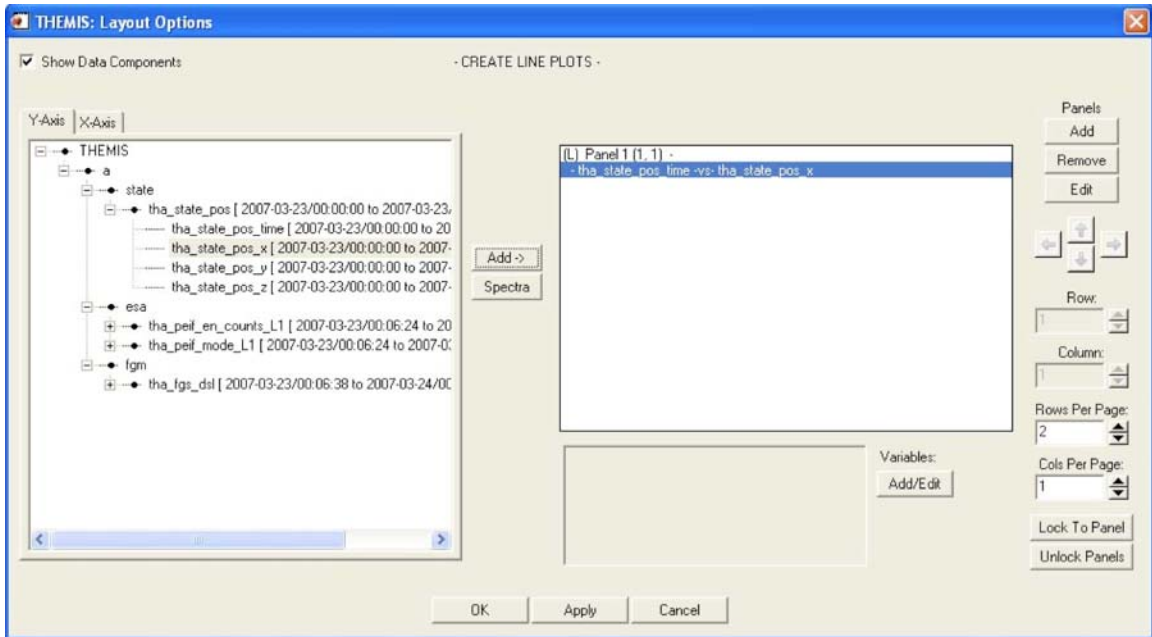 THEMIS: Layout Options
Show Data Components
- CREATE LINE PLOTS -
Y-Axis
X-Axis
THEMIS
a
state
tha_state_pos [ 2007-03-23/00:00:00 to 2007-03-23/
tha_state_pos_time [ 2007-03-23/00:00:00 to 20
tha_state_pos_x [ 2007-03-23/00:00:00 to 2007-
tha_state_pos_y [ 2007-03-23/00:00:00 to 2007-
tha_state_pos_z [ 2007-03-23/00:00:00 to 2007-
esa
tha_peif_en_counts_L1 [ 2007-03-23/00:06:24 to 20
tha_peif_mode_L1 [ 2007-03-23/00:06:24 to 2007-0
fgm
tha_fgs_dsl [ 2007-03-23/00:06:38 to 2007-03-24/00
Add ->
Spectra
(L) Panel 1 (1, 1) -
- tha_state_pos_time -vs- tha_state_pos_x
Variables:
Add/Edit
Panels
Add
Remove
Edit
Row:
1
Column:
1
Rows Per Page:
2
Cols Per Page:
1
Lock To Panel
Unlock Panels
OK
Apply
Cancel